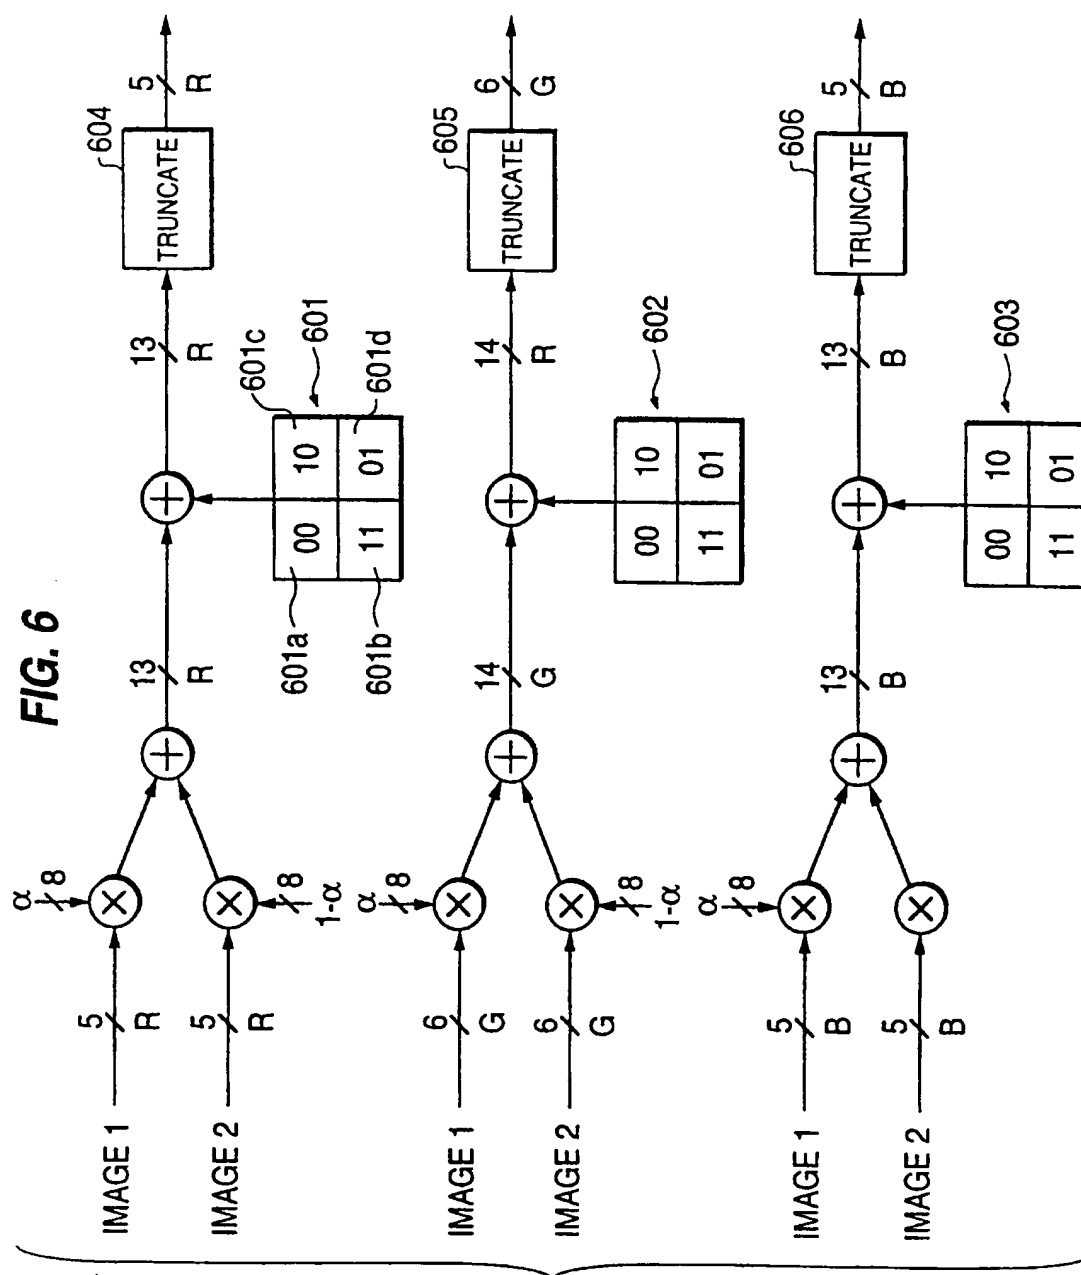 FIG. 6
IMAGE 1
5
R
α
8
IMAGE 2
5
R
8
1-α
13
R
13
R
604
TRUNCATE
5
R
601a
601b
00
10
11
01
601c
601
601d
IMAGE 1
6
G
α
8
IMAGE 2
6
G
8
1-α
14
G
14
R
605
TRUNCATE
6
G
00
10
11
01
602
IMAGE 1
5
B
α
8
IMAGE 2
5
B
13
B
13
B
606
TRUNCATE
5
B
00
10
11
01
603